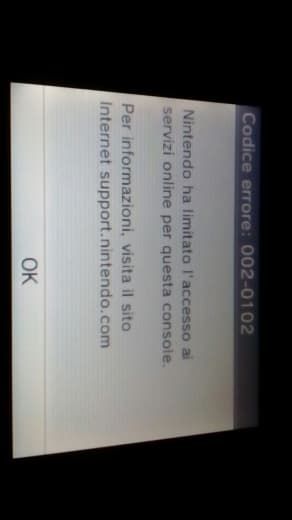 Codice errore: 002-0102
Nintendo ha limitato l'accesso ai
servizi online per questa console.
Per informazioni, visita il sito
Internet support.nintendo.com
OK